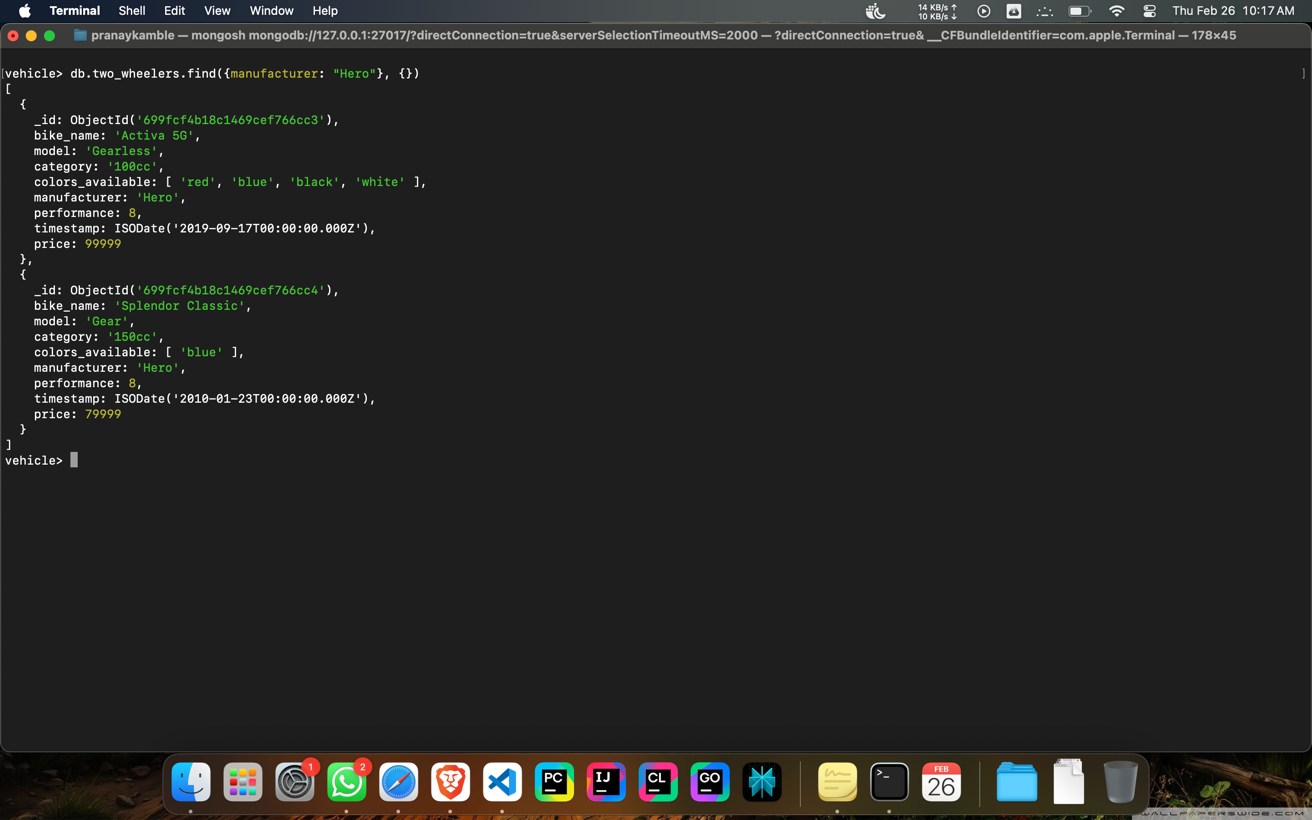 Terminal Shell Edit View Window Help 14 KB/s ↑ 10 KB/s ↓ Thu Feb 26 10:17 AM
pranaykamble — mongosh mongodb://127.0.0.1:27017/?directConnection=true&serverSelectionTimeoutMS=2000 — ?directConnection=true& __CFBundleIdentifier=com.apple.Terminal — 178×45
[vehicle> db.two_wheelers.find({manufacturer: "Hero"}, {}) ]
[
  {
    _id: ObjectId('699fcf4b18c1469cef766cc3'),
    bike_name: 'Activa 5G',
    model: 'Gearless',
    category: '100cc',
    colors_available: [ 'red', 'blue', 'black', 'white' ],
    manufacturer: 'Hero',
    performance: 8,
    timestamp: ISODate('2019-09-17T00:00:00.000Z'),
    price: 99999
  },
  {
    _id: ObjectId('699fcf4b18c1469cef766cc4'),
    bike_name: 'Splendor Classic',
    model: 'Gear',
    category: '150cc',
    colors_available: [ 'blue' ],
    manufacturer: 'Hero',
    performance: 8,
    timestamp: ISODate('2010-01-23T00:00:00.000Z'),
    price: 79999
  }
]
vehicle>
1 2 PC IJ CL GO >_ FEB 26
WALLPAPERSWIDE.COM